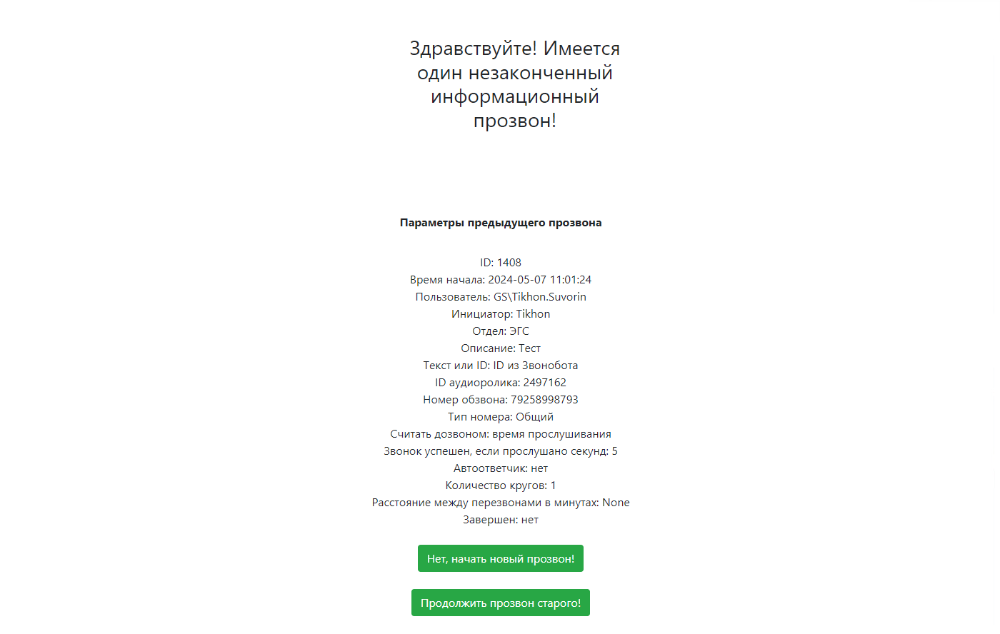 Здравствуйте! Имеется
один незаконченный
информационный
прозвон!
Параметры предыдущего прозвона
ID: 1408
Время начала: 2024-05-07 11:01:24
Пользователь: GS\Tikhon.Suvorin
Инициатор: Tikhon
Отдел: ЭГС
Описание: Тест
Текст или ID: ID из Звонобота
ID аудиоролика: 2497162
Номер обзвона: 79258998793
Тип номера: Общий
Считать дозвоном: время прослушивания
Звонок успешен, если прослушано секунд: 5
Автоответчик: нет
Количество кругов: 1
Расстояние между перезвонами в минутах: None
Завершен: нет
Нет, начать новый прозвон!
Продолжить прозвон старого!